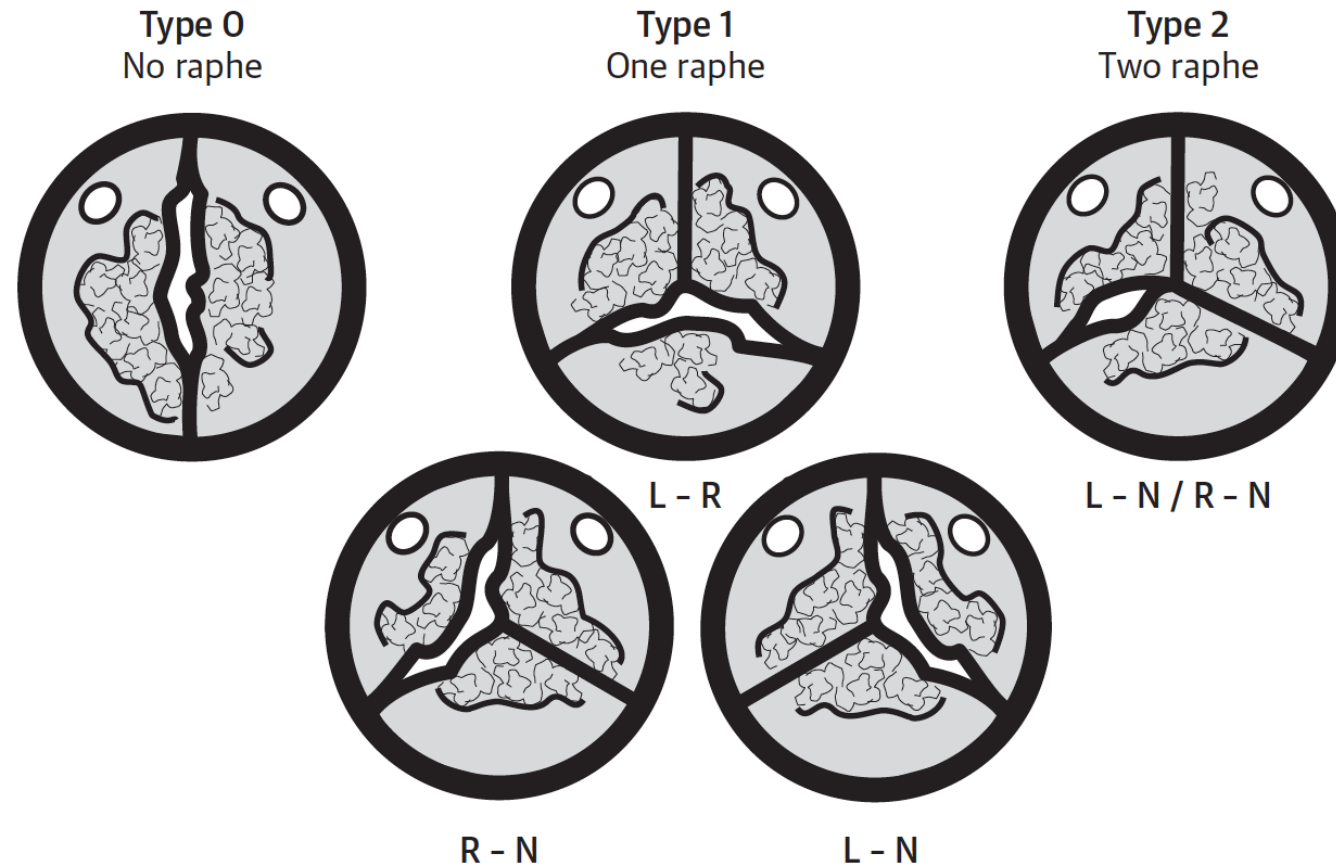 Type 0
No raphe
Type 1
One raphe
Type 2
Two raphe
L – R
L – N / R – N
R – N
L – N